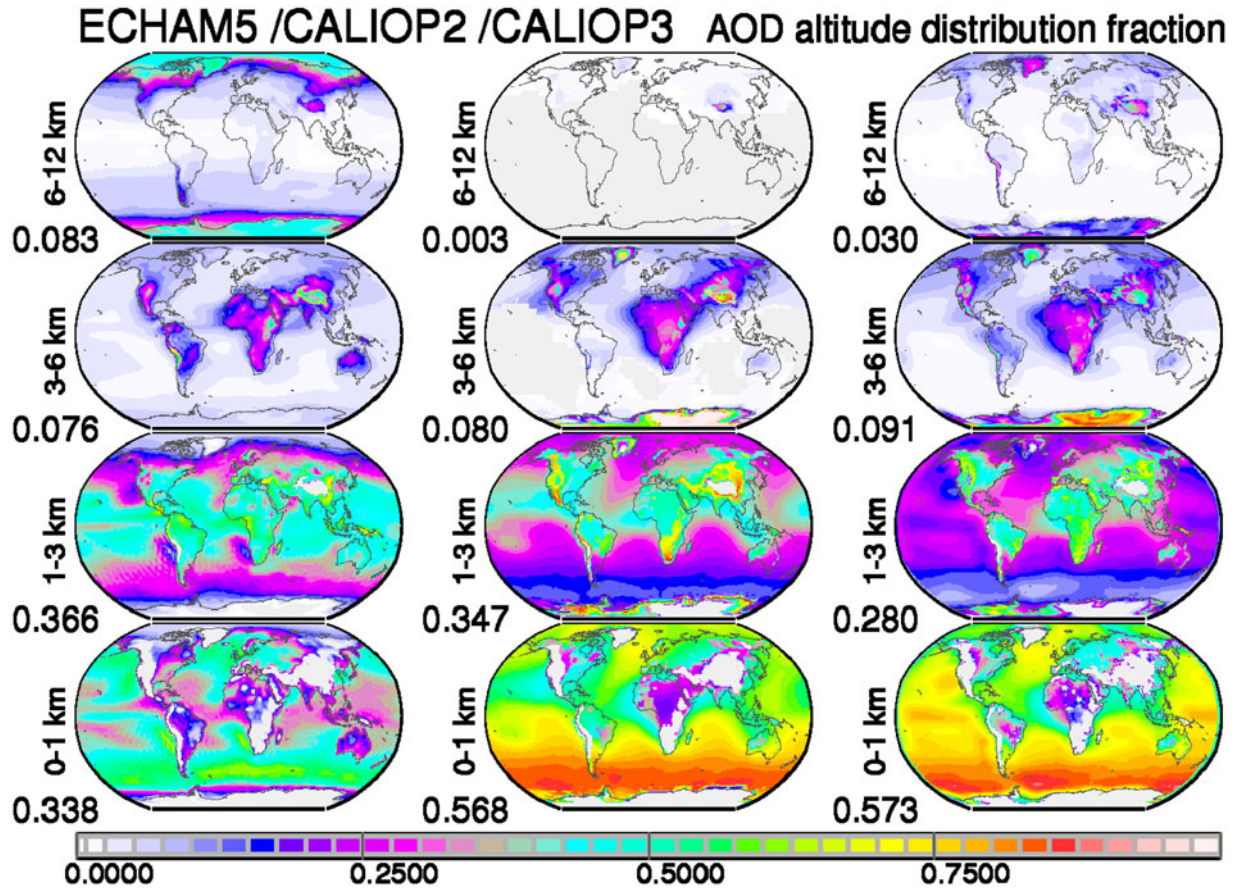 ECHAM5 /CALIOP2 /CALIOP3 AOD altitude distribution fraction
6-12 km 6-12 km 6-12 km
0.083 0.003 0.030
3-6 km 3-6 km 3-6 km
0.076 0.080 0.091
1-3 km 1-3 km 1-3 km
0.366 0.347 0.280
0-1 km 0-1 km 0-1 km
0.338 0.568 0.573
0.0000 0.2500 0.5000 0.7500